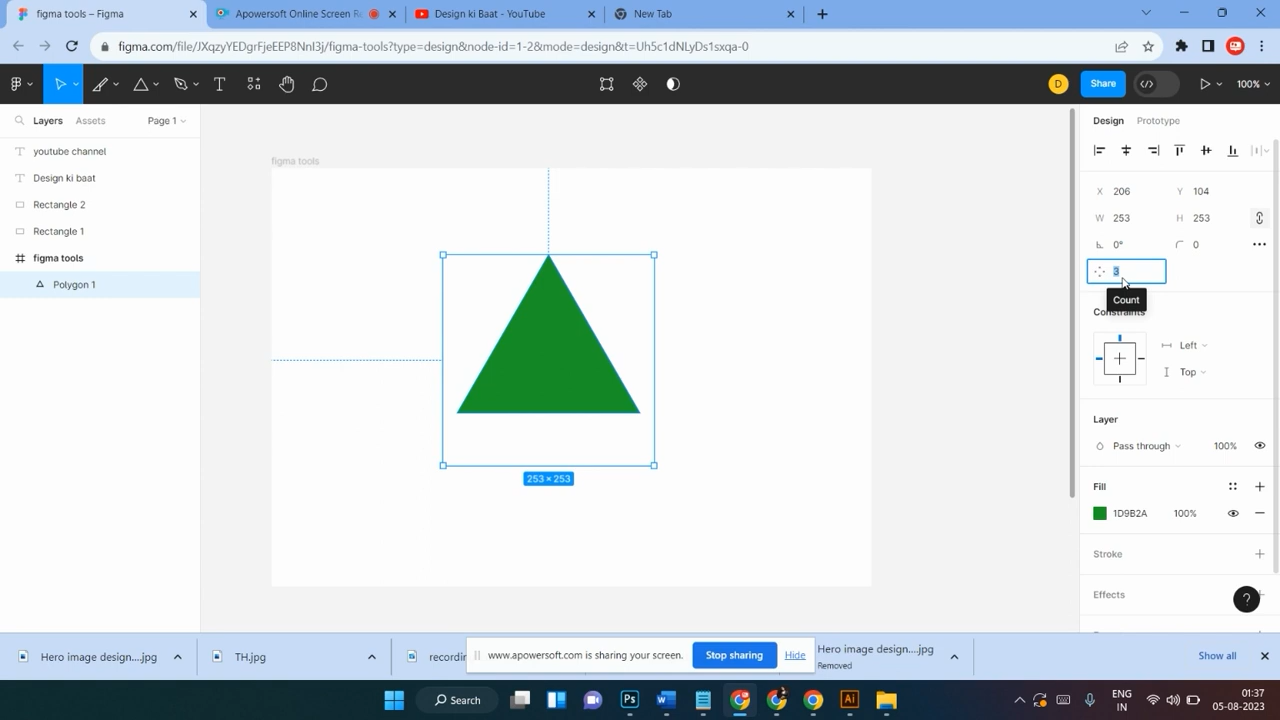 figma tools – Figma
Apowersoft Online Screen Re
Design ki Baat - YouTube
New Tab
figma.com/file/JXqzyYEDgrFjeEEP8NnI3j/figma-tools?type=design&node-id=1-2&mode=design&t=Uh5c1dNLyDs1sxqa-0
D
Share
100%
Layers
Assets
Page 1
youtube channel
Design ki baat
Rectangle 2
Rectangle 1
figma tools
Polygon 1
figma tools
253 × 253
Design
Prototype
X 206
Y 104
W 253
H 253
0°
0
3
Count
Constraints
Left
Top
Layer
Pass through
100%
Fill
1D9B2A
100%
Stroke
Effects
?
Hero image design....jpg
TH.jpg
www.apowersoft.com is sharing your screen.
Stop sharing
Hide
Hero image design....jpg
Removed
Show all
Search
Ps
Ai
ENG
IN
01:37
05-08-2023